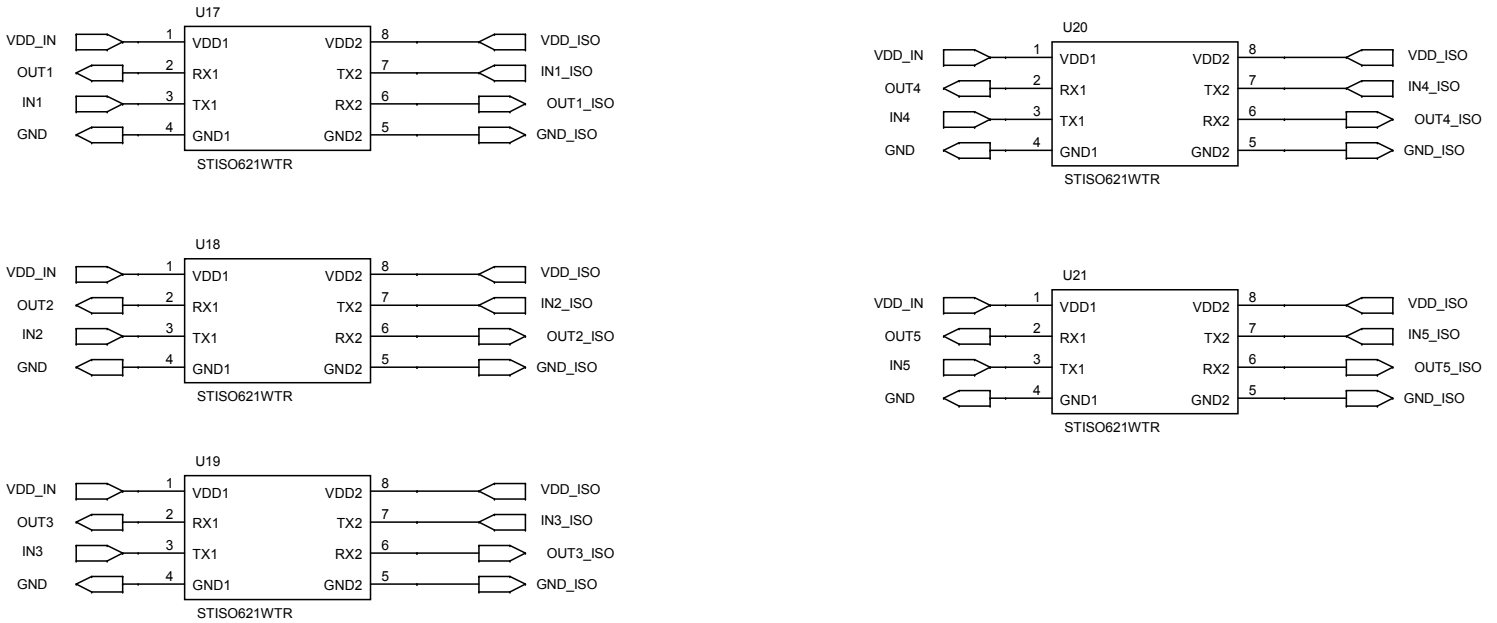 U17
VDD_IN 1 VDD1 VDD2 8 VDD_ISO
OUT1 2 RX1 TX2 7 IN1_ISO
IN1 3 TX1 RX2 6 OUT1_ISO
GND 4 GND1 GND2 5 GND_ISO
STISO621WTR
U18
VDD_IN 1 VDD1 VDD2 8 VDD_ISO
OUT2 2 RX1 TX2 7 IN2_ISO
IN2 3 TX1 RX2 6 OUT2_ISO
GND 4 GND1 GND2 5 GND_ISO
STISO621WTR
U19
VDD_IN 1 VDD1 VDD2 8 VDD_ISO
OUT3 2 RX1 TX2 7 IN3_ISO
IN3 3 TX1 RX2 6 OUT3_ISO
GND 4 GND1 GND2 5 GND_ISO
STISO621WTR
U20
VDD_IN 1 VDD1 VDD2 8 VDD_ISO
OUT4 2 RX1 TX2 7 IN4_ISO
IN4 3 TX1 RX2 6 OUT4_ISO
GND 4 GND1 GND2 5 GND_ISO
STISO621WTR
U21
VDD_IN 1 VDD1 VDD2 8 VDD_ISO
OUT5 2 RX1 TX2 7 IN5_ISO
IN5 3 TX1 RX2 6 OUT5_ISO
GND 4 GND1 GND2 5 GND_ISO
STISO621WTR